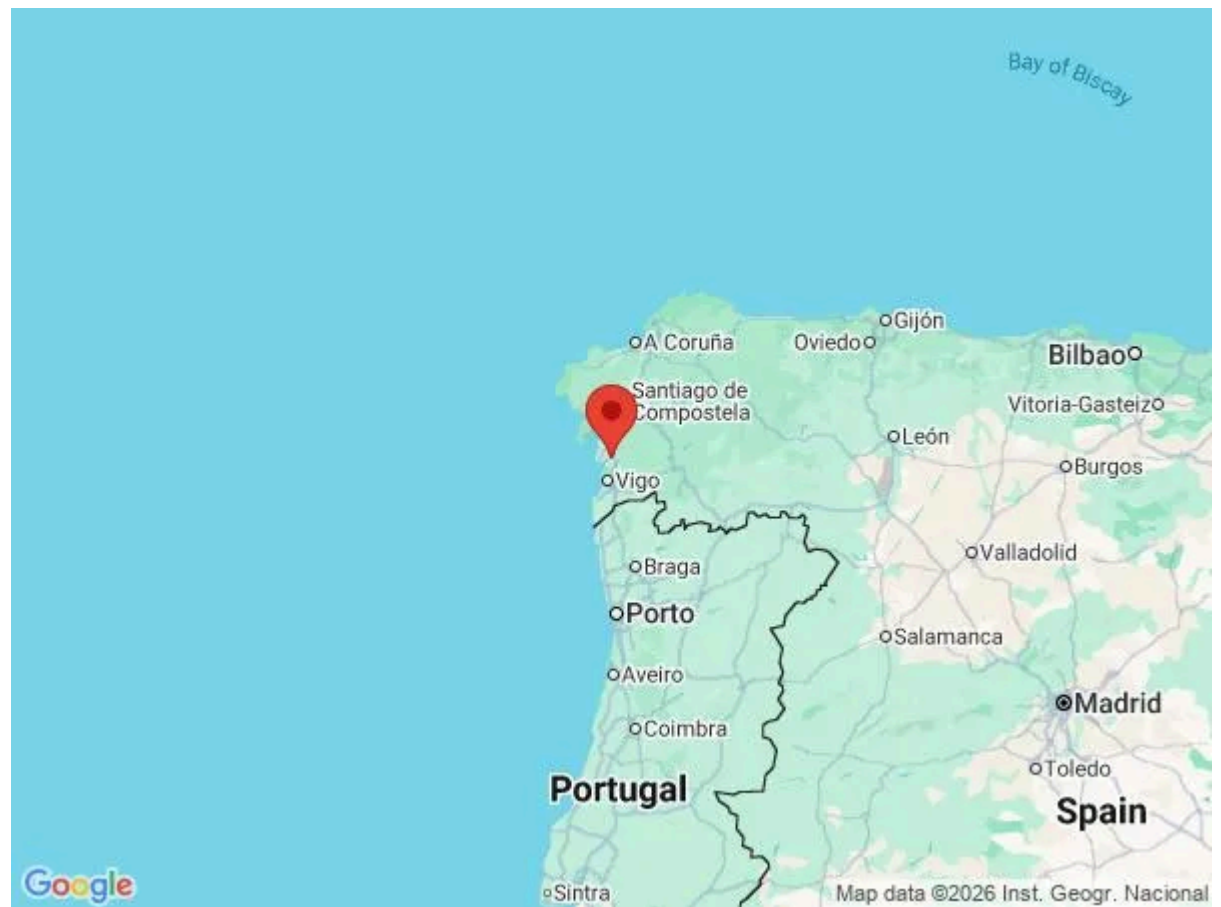 Bay of Biscay
Gijón
A Coruña
Oviedo
Bilbao
Santiago de
Compostela
Vitoria-Gasteiz
León
Burgos
Vigo
Valladolid
Braga
Porto
Salamanca
Aveiro
Madrid
Coimbra
Toledo
Portugal
Spain
Google
Sintra
Map data ©2026 Inst. Geogr. Nacional